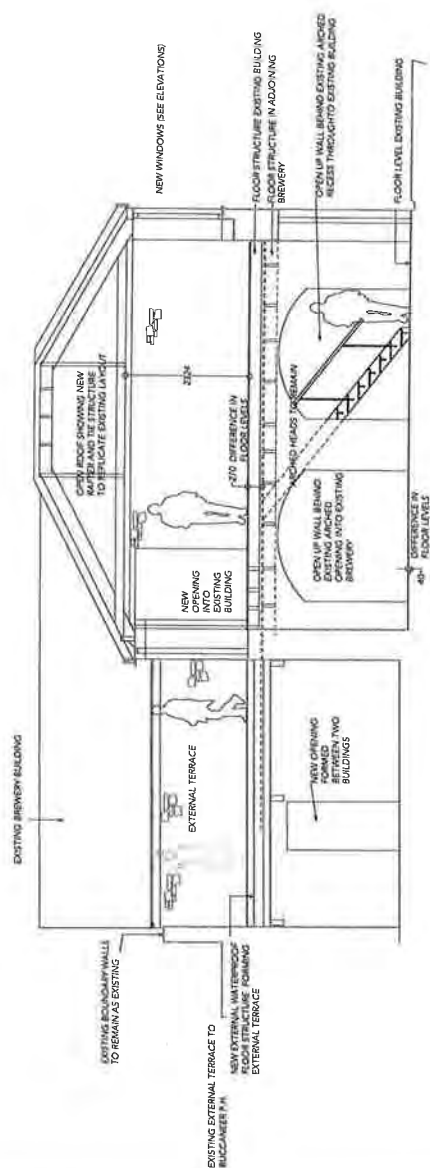 EXISTING BREWERY BUILDING
EXISTING BOUNDARY WALLS
TO REMAIN AS EXISTING
EXISTING EXTERNAL TERRACE TO
BUCCANEER P.H.
NEW EXTERNAL WATERPROOF
FLOOR STRUCTURE FORMING
EXTERNAL TERRACE
EXTERNAL TERRACE
NEW OPENING
FORMED
BETWEEN TWO
BUILDINGS
OPEN ROOF SHOWING NEW
RAFTER AND TIE STRUCTURE
TO REPLICATE EXISTING LAYOUT
NEW
OPENING
INTO
EXISTING
BUILDING
2324
-270 DIFFERENCE IN
FLOOR LEVELS
ARCHED HEADS TO REMAIN
OPEN UP WALL BEHIND
EXISTING ARCHED
OPENING INTO EXISTING
BREWERY
40
DIFFERENCE IN
FLOOR LEVELS
NEW WINDOWS (SEE ELEVATIONS)
FLOOR STRUCTURE EXISTING BUILDING
FLOOR STRUCTURE IN ADJOINING
BREWERY
OPEN UP WALL BEHIND EXISTING ARCHED
RECESS THROUGH TO EXISTING BUILDING
FLOOR LEVEL EXISTING BUILDING